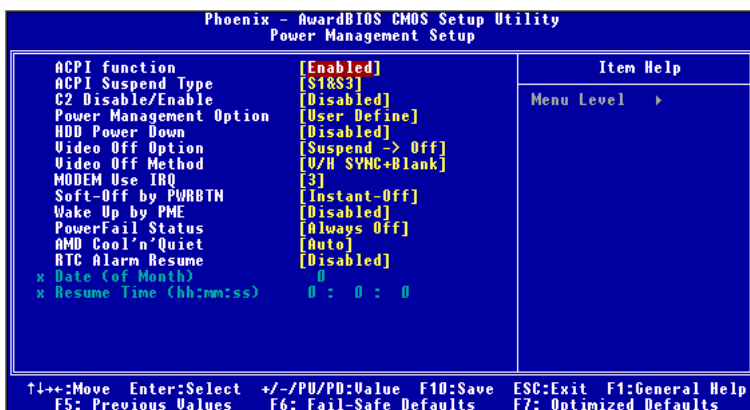 Phoenix - AwardBIOS CMOS Setup Utility
Power Management Setup
ACPI function [Enabled]
ACPI Suspend Type [S1&S3]
C2 Disable/Enable [Disabled]
Power Management Option [User Define]
HDD Power Down [Disabled]
Video Off Option [Suspend -> Off]
Video Off Method [V/H SYNC+Blank]
MODEM Use IRQ [3]
Soft-Off by PWRBTN [Instant-Off]
Wake Up by PME [Disabled]
PowerFail Status [Always Off]
AMD Cool'n'Quiet [Auto]
RTC Alarm Resume [Disabled]
x Date (of Month) 0
x Resume Time (hh:mm:ss) 0 : 0 : 0
Item Help
Menu Level ▸
↑↓→←:Move Enter:Select +/-/PU/PD:Value F10:Save ESC:Exit F1:General Help
F5: Previous Values F6: Fail-Safe Defaults F7: Optimized Defaults